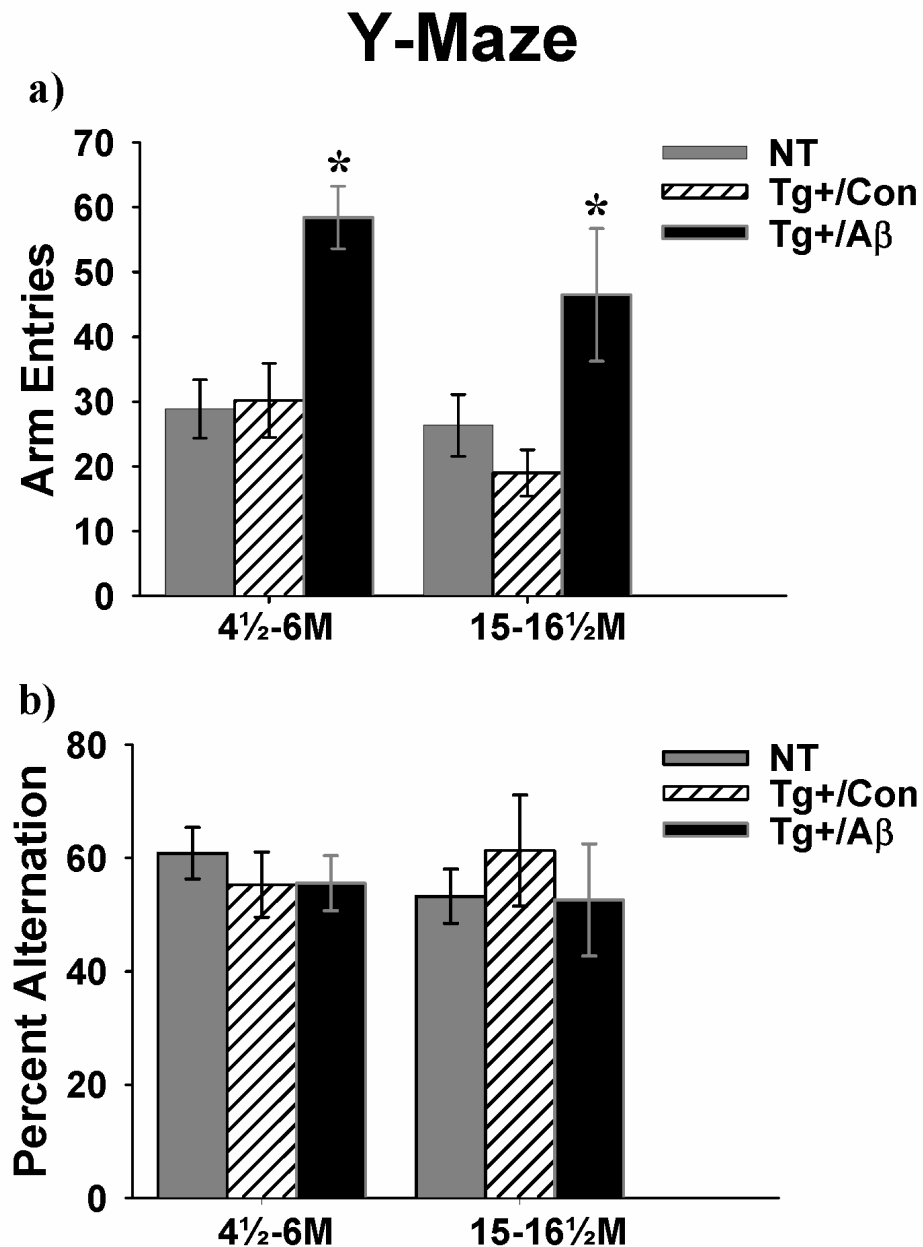 Y-Maze
a)
70
60
50
40
30
20
10
0
Arm Entries
*
*
NT
Tg+/Con
Tg+/Aβ
4½-6M
15-16½M
b)
80
60
40
20
0
Percent Alternation
NT
Tg+/Con
Tg+/Aβ
4½-6M
15-16½M